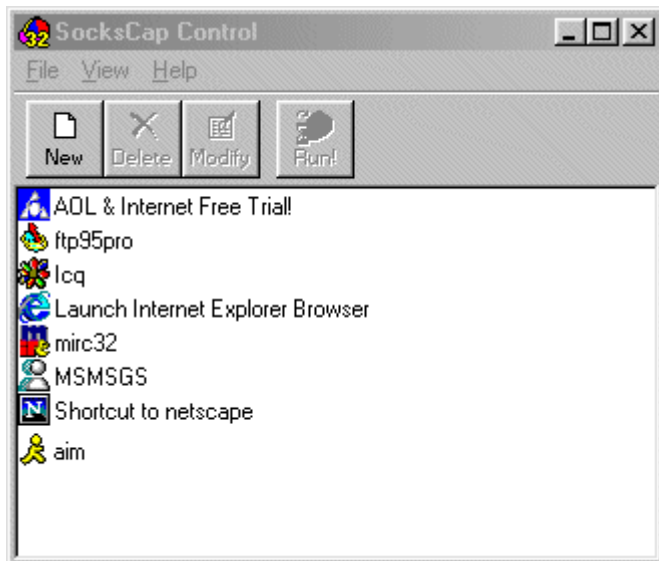 32 SocksCap Control
File View Help
New Delete Modify Run!
AOL & Internet Free Trial!
ftp95pro
Icq
Launch Internet Explorer Browser
mirc32
MSMSGS
N Shortcut to netscape
aim